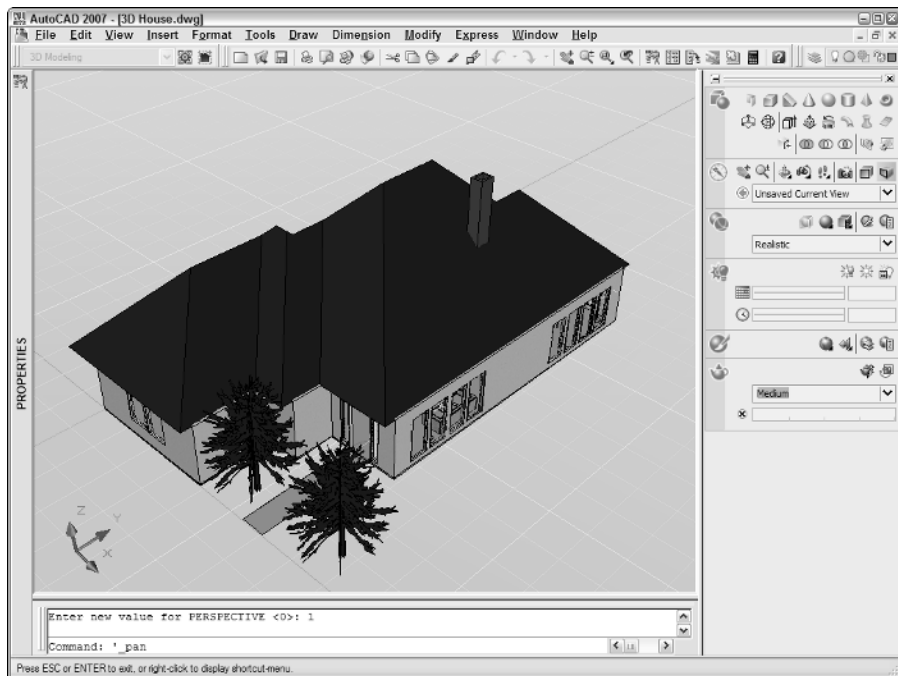 AutoCAD 2007 - [3D House.dwg]
File Edit View Insert Format Tools Draw Dimension Modify Express Window Help
3D Modeling
Unsaved Current View
Realistic
PROPERTIES
Medium
Z
Y
X
Enter new value for PERSPECTIVE <0>: 1
Command: '_pan
Press ESC or ENTER to exit, or right-click to display shortcut-menu.